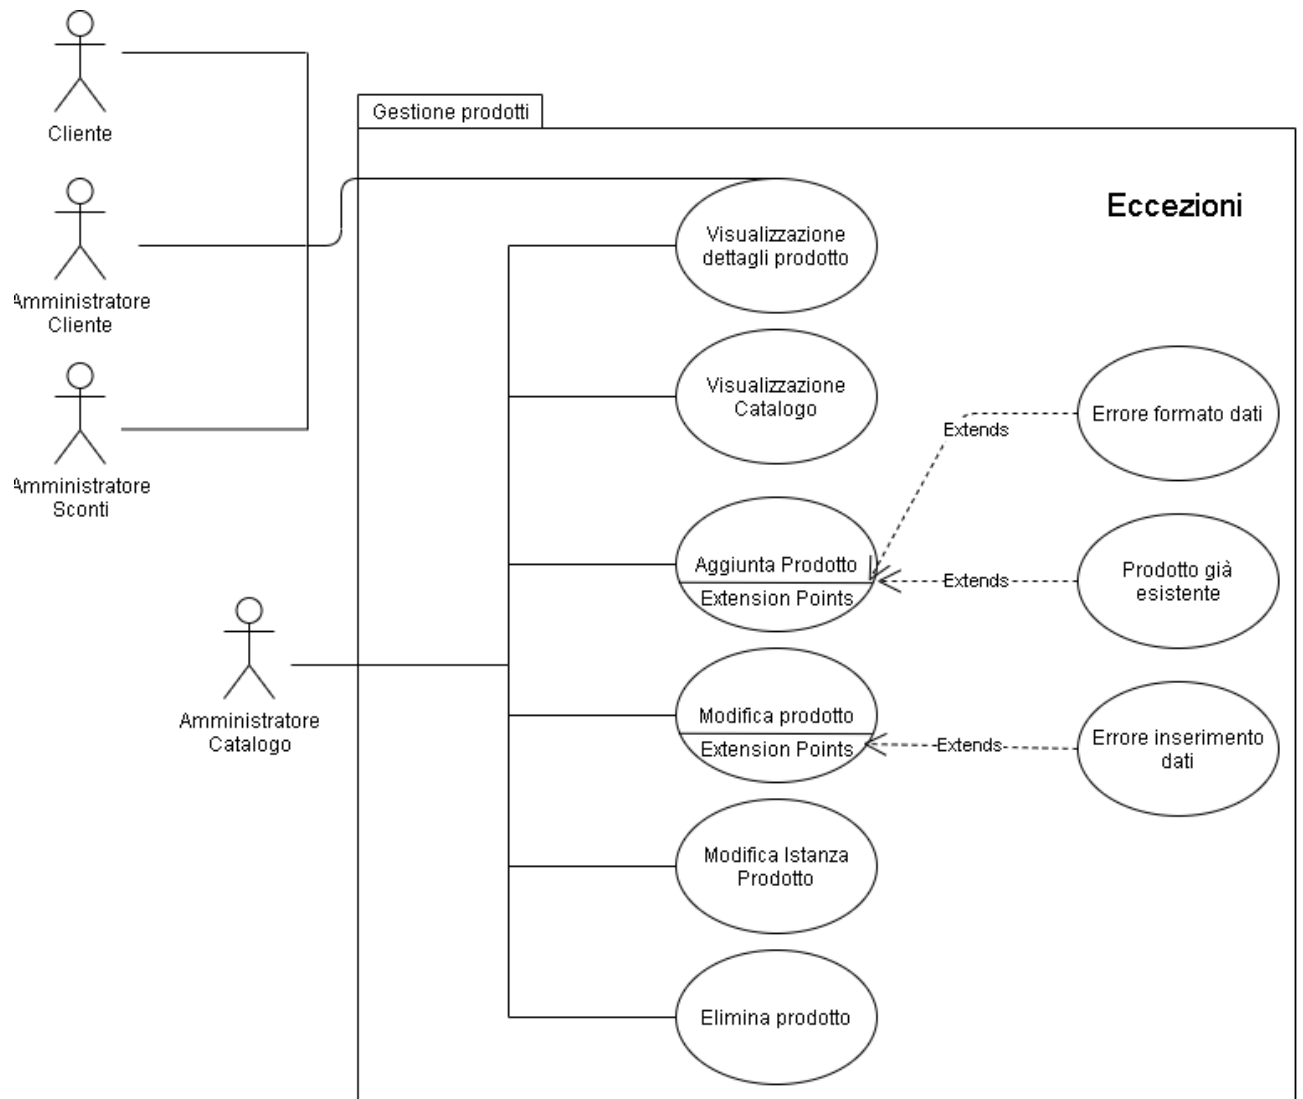 Cliente
Gestione prodotti
Amministratore
Cliente
Amministratore
Sconti
Amministratore
Catalogo
Eccezioni
Visualizzazione
dettagli prodotto
Visualizzazione
Catalogo
Aggiunta Prodotto
Extension Points
Modifica prodotto
Extension Points
Modifica Istanza
Prodotto
Elimina prodotto
Extends
Errore formato dati
Extends
Prodotto già
esistente
Extends
Errore inserimento
dati